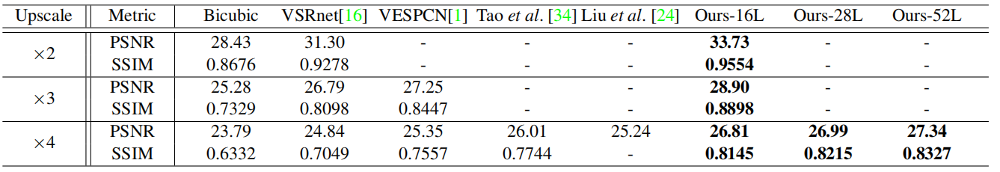 Upscale Metric Bicubic VSRnet[16] VESPCN[1] Tao et al. [34] Liu et al. [24] Ours-16L Ours-28L Ours-52L
×2 PSNR 28.43 31.30 - - - 33.73 - -
SSIM 0.8676 0.9278 - - - 0.9554 - -
×3 PSNR 25.28 26.79 27.25 - - 28.90 - -
SSIM 0.7329 0.8098 0.8447 - - 0.8898 - -
×4 PSNR 23.79 24.84 25.35 26.01 25.24 26.81 26.99 27.34
SSIM 0.6332 0.7049 0.7557 0.7744 - 0.8145 0.8215 0.8327